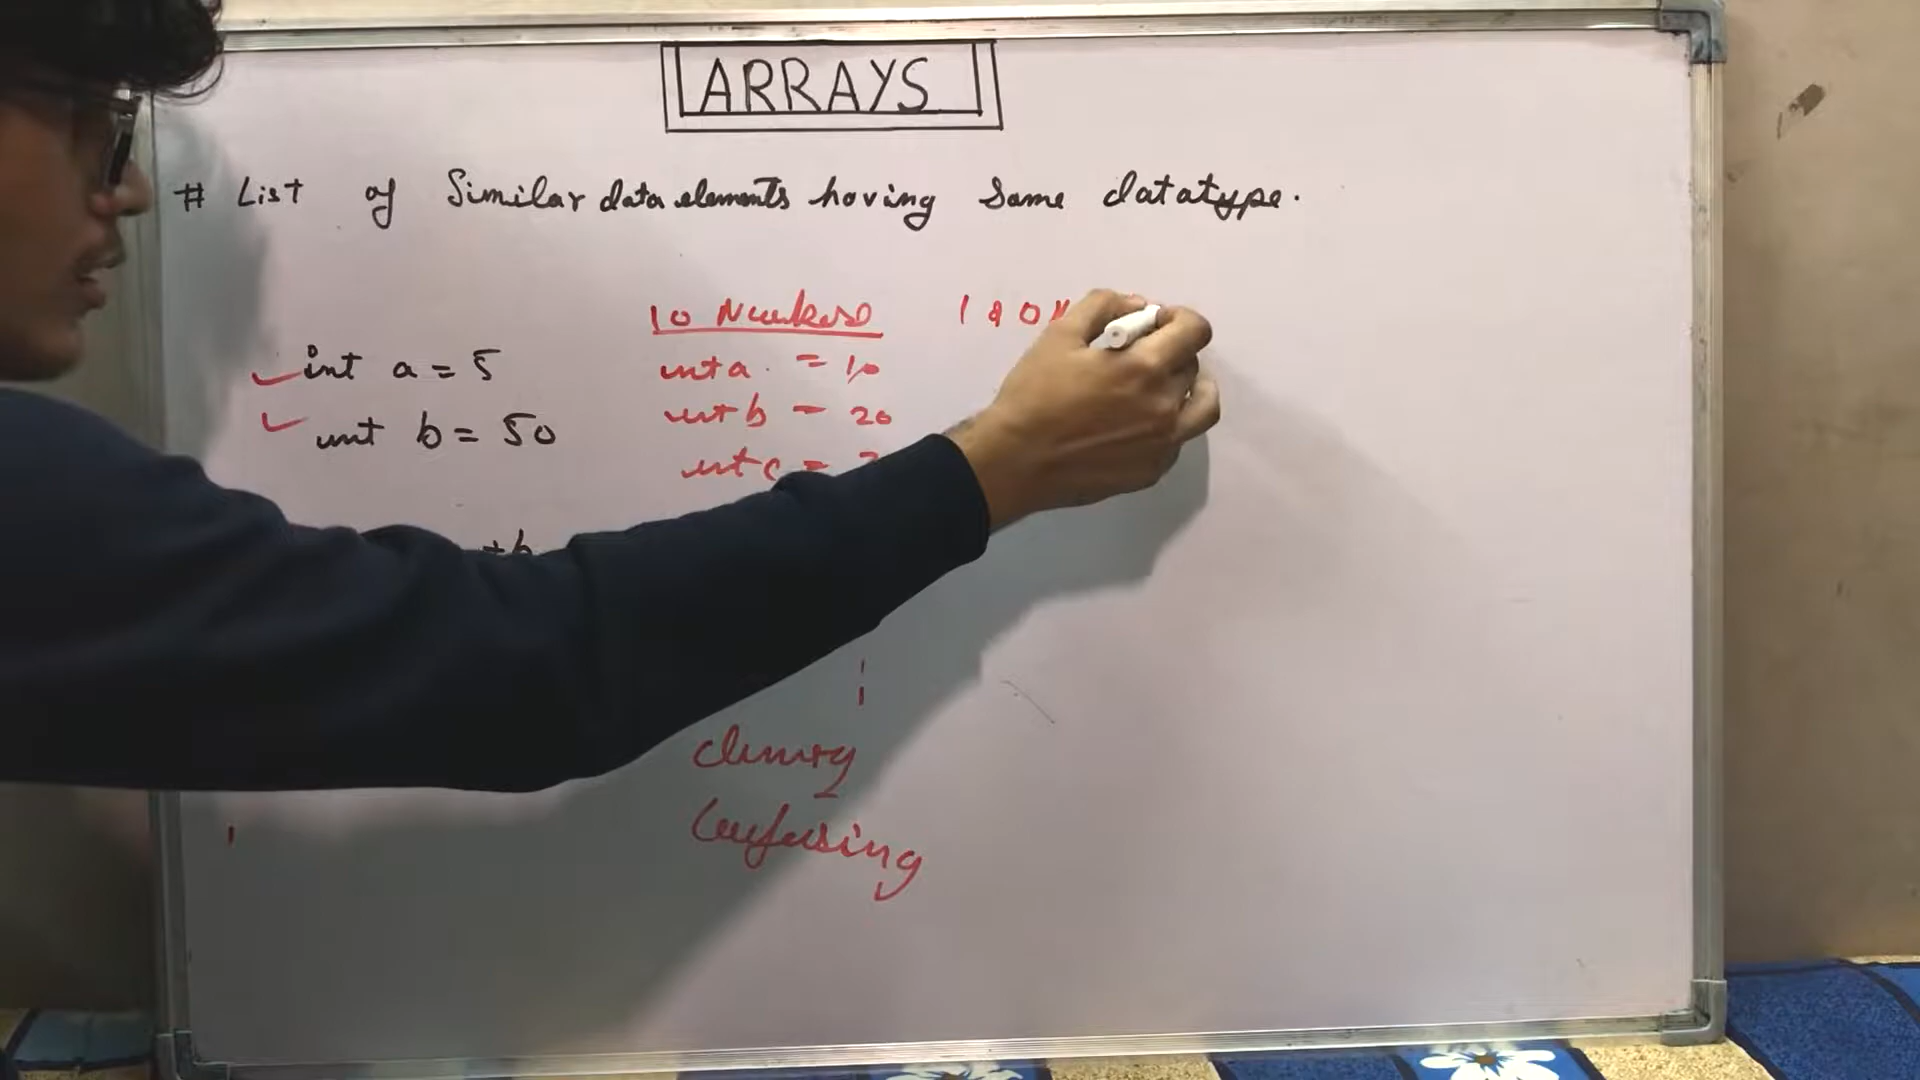 ARRAYS
# List of Similar data elements having Same datatype.
10 Numbers
int a = 5
int a = 10
int b = 50
int b = 20
int c =
+b
Confusing